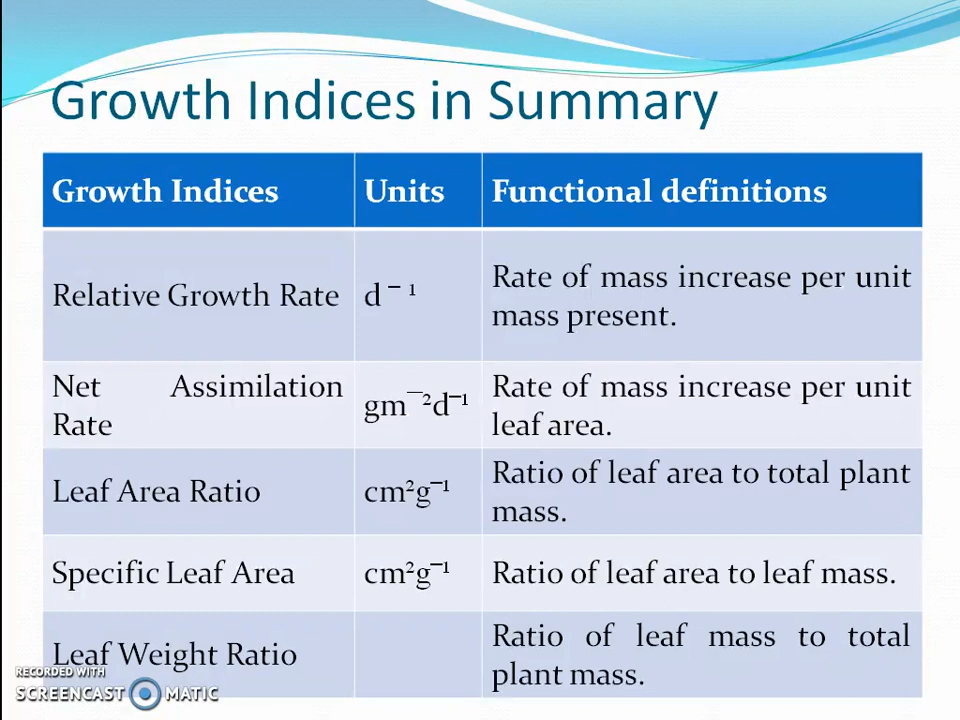 Growth Indices in Summary
Growth Indices Units Functional definitions
Relative Growth Rate d⁻¹ Rate of mass increase per unit
mass present.
Net Assimilation
Rate gm⁻²d⁻¹ Rate of mass increase per unit
leaf area.
Leaf Area Ratio cm²g⁻¹ Ratio of leaf area to total plant
mass.
Specific Leaf Area cm²g⁻¹ Ratio of leaf area to leaf mass.
Leaf Weight Ratio Ratio of leaf mass to total
plant mass.
RECORDED WITH
SCREENCAST MATIC